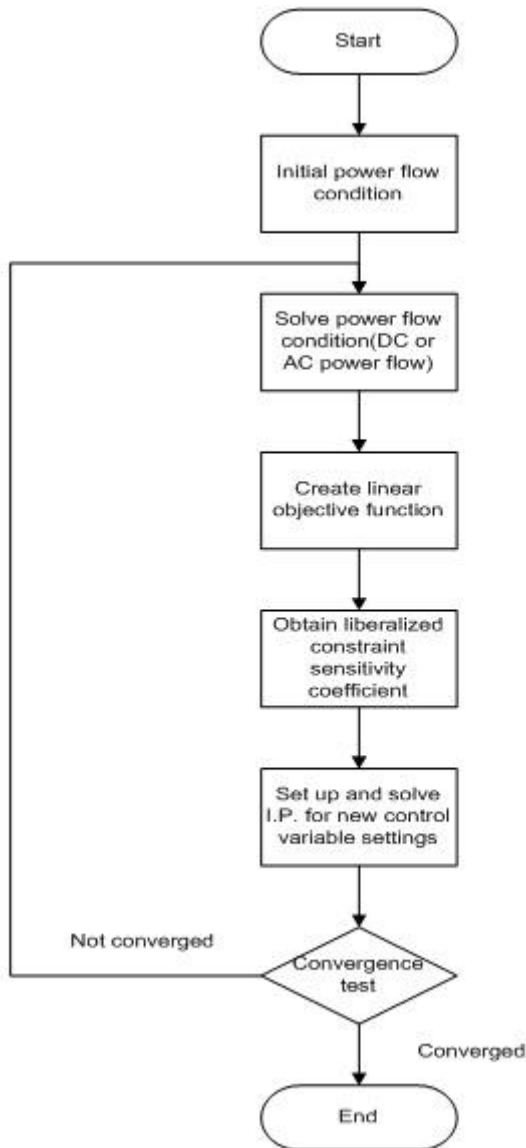 Start
Initial power flow
condition
Solve power flow
condition(DC or
AC power flow)
Create linear
objective function
Obtain liberalized
constraint
sensitivity
coefficient
Set up and solve
I.P. for new control
variable settings
Not converged
Convergence
test
Converged
End